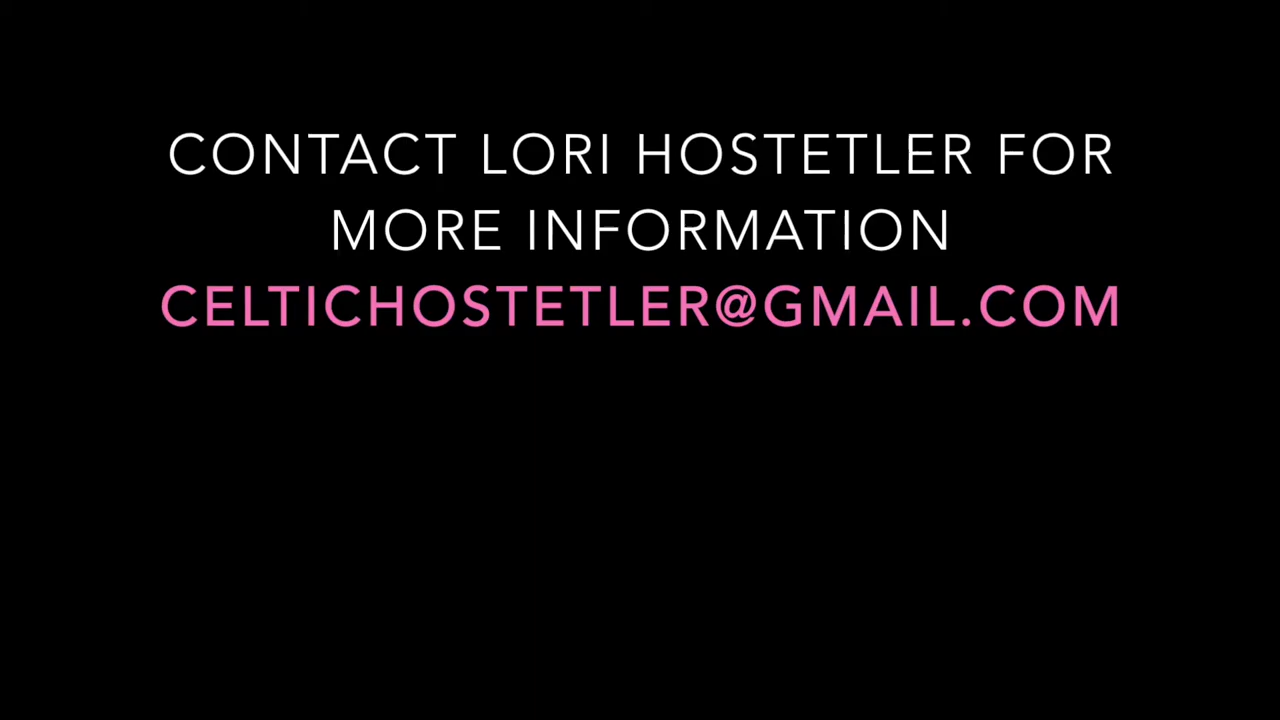 CONTACT LORI HOSTETLER FOR
MORE INFORMATION
CELTICHOSTETLER@GMAIL.COM